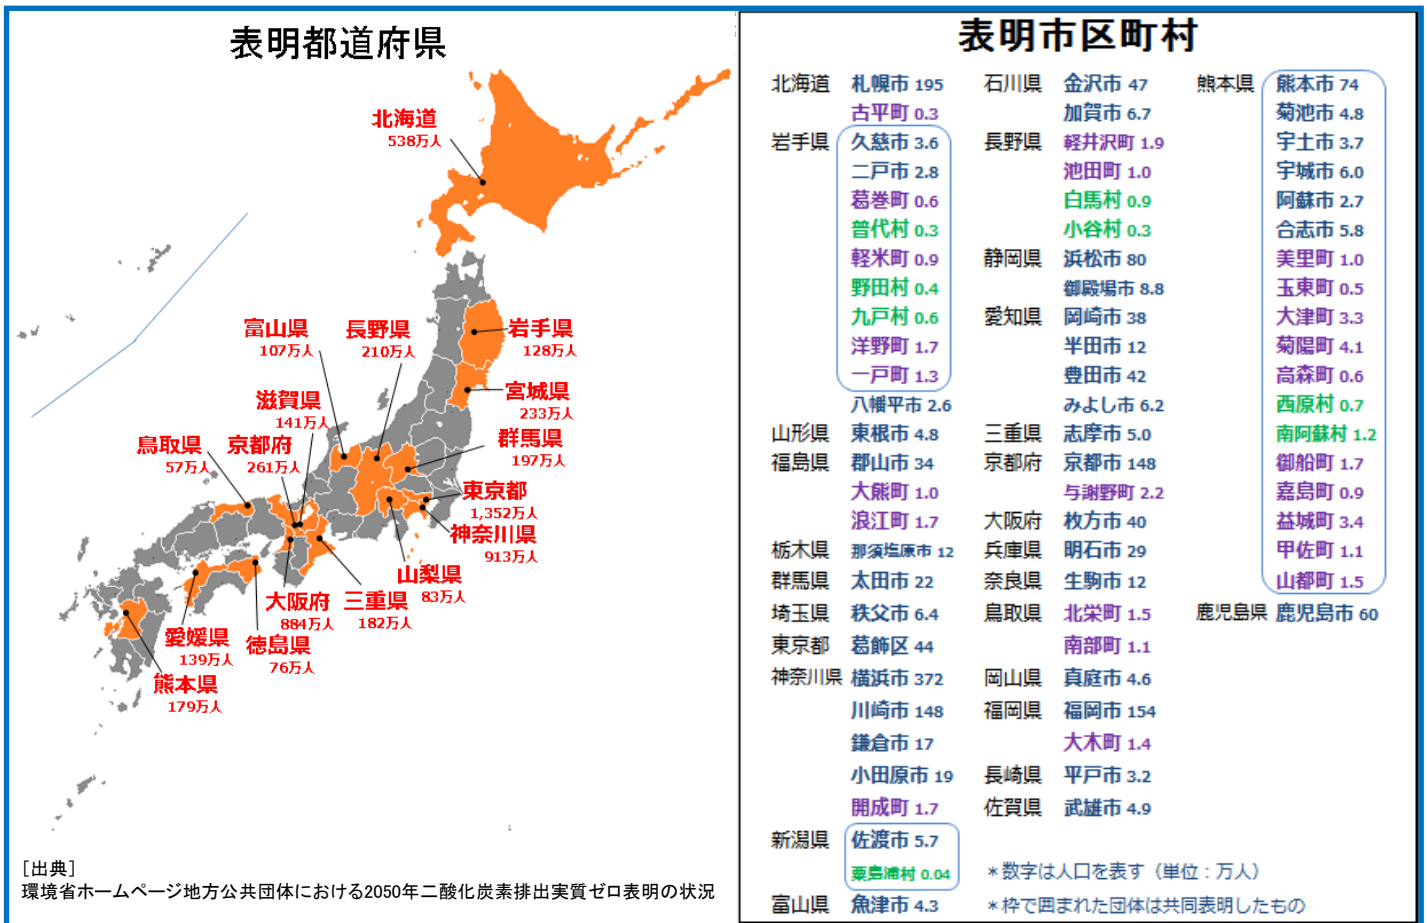 表明都道府県
北海道
538万人
富山県
107万人
長野県
210万人
岩手県
128万人
滋賀県
141万人
宮城県
233万人
鳥取県
57万人
京都府
261万人
群馬県
197万人
東京都
1,352万人
神奈川県
913万人
山梨県
83万人
大阪府
884万人
三重県
182万人
愛媛県
139万人
徳島県
76万人
熊本県
179万人
[出典]
環境省ホームページ地方公共団体における2050年二酸化炭素排出実質ゼロ表明の状況
表明市区町村
北海道 札幌市 195
古平町 0.3
岩手県 久慈市 3.6
二戸市 2.8
葛巻町 0.6
普代村 0.3
軽米町 0.9
野田村 0.4
九戸村 0.6
洋野町 1.7
一戸町 1.3
八幡平市 2.6
山形県 東根市 4.8
福島県 郡山市 34
大熊町 1.0
浪江町 1.7
栃木県 那須塩原市 12
群馬県 太田市 22
埼玉県 秩父市 6.4
東京都 葛飾区 44
神奈川県 横浜市 372
川崎市 148
鎌倉市 17
小田原市 19
開成町 1.7
新潟県 佐渡市 5.7
粟島浦村 0.04
富山県 魚津市 4.3
石川県 金沢市 47
加賀市 6.7
長野県 軽井沢町 1.9
池田町 1.0
白馬村 0.9
小谷村 0.3
静岡県 浜松市 80
御殿場市 8.8
愛知県 岡崎市 38
半田市 12
豊田市 42
みよし市 6.2
三重県 志摩市 5.0
京都府 京都市 148
与謝野町 2.2
大阪府 枚方市 40
兵庫県 明石市 29
奈良県 生駒市 12
鳥取県 北栄町 1.5
南部町 1.1
岡山県 真庭市 4.6
福岡県 福岡市 154
大木町 1.4
長崎県 平戸市 3.2
佐賀県 武雄市 4.9
熊本県 熊本市 74
菊池市 4.8
宇土市 3.7
宇城市 6.0
阿蘇市 2.7
合志市 5.8
美里町 1.0
玉東町 0.5
大津町 3.3
菊陽町 4.1
高森町 0.6
西原村 0.7
南阿蘇村 1.2
御船町 1.7
嘉島町 0.9
益城町 3.4
甲佐町 1.1
山都町 1.5
鹿児島県 鹿児島市 60
＊数字は人口を表す（単位：万人）
＊枠で囲まれた団体は共同表明したもの